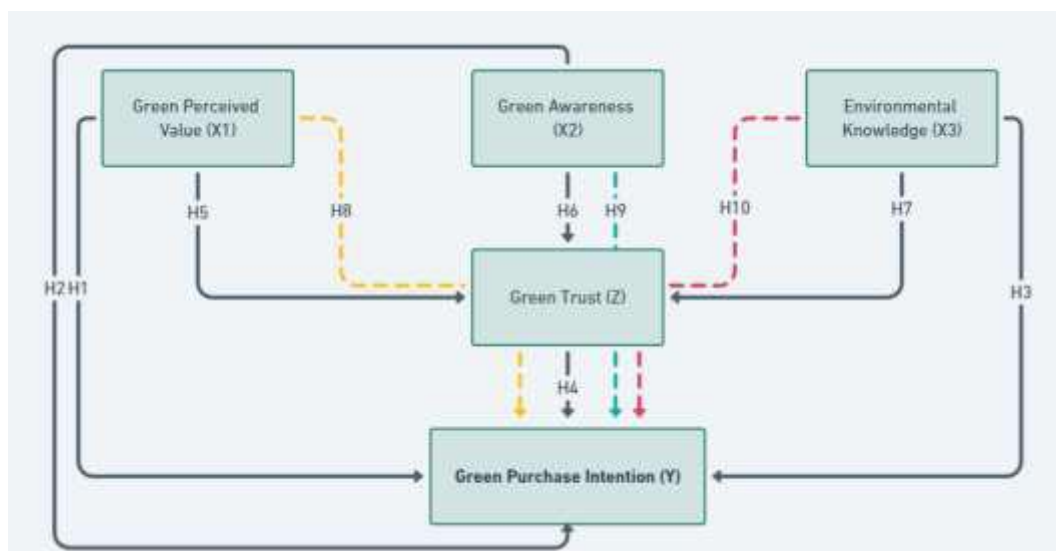 Green Perceived
Value (X1)
Green Awareness
(X2)
Environmental
Knowledge (X3)
H5
H8
H6
H9
H10
H7
H2
H1
Green Trust (Z)
H3
H4
Green Purchase Intention (Y)